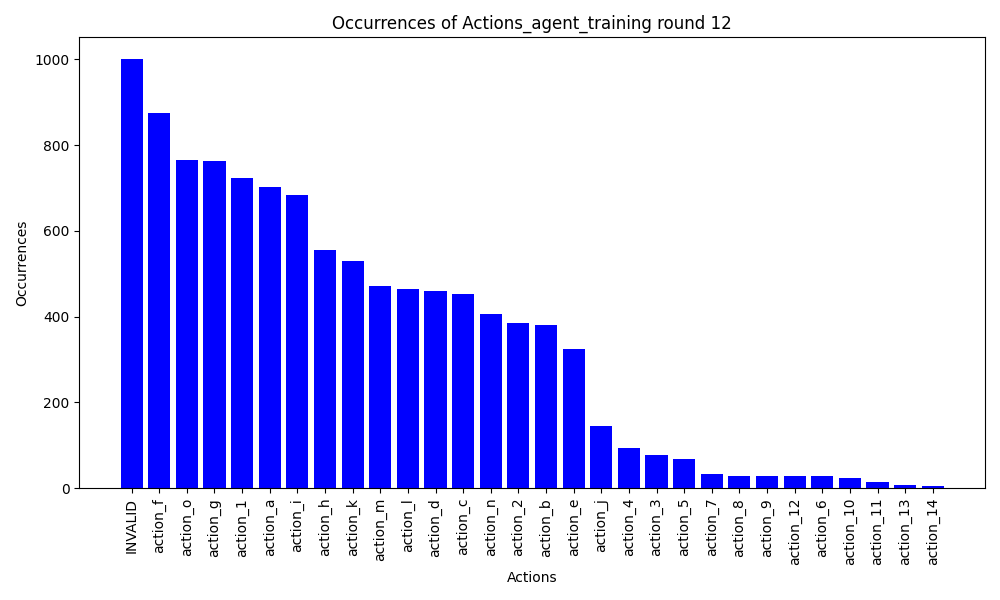 Occurrences of Actions_agent_training round 12
Occurrences
1000
800
600
400
200
0
INVALID
action_f
action_o
action_g
action_1
action_a
action_i
action_h
action_k
action_m
action_l
action_d
action_c
action_n
action_2
action_b
action_e
action_j
action_4
action_3
action_5
action_7
action_8
action_9
action_12
action_6
action_10
action_11
action_13
action_14
Actions